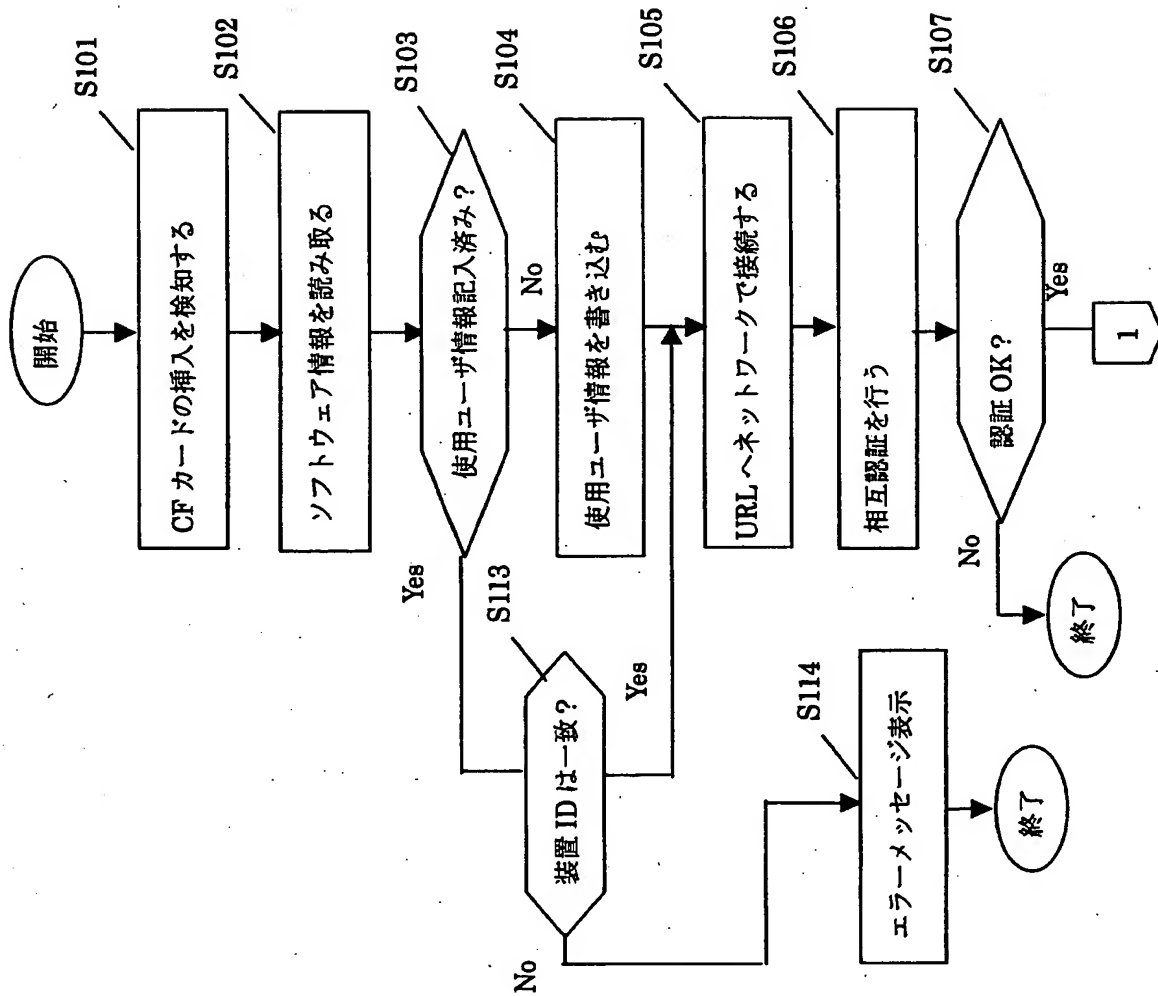 開始
S101
CFカードの挿入を検知する
S102
ソフトウェア情報を読み取る
S103
使用ユーザ情報記入済み?
Yes
No
S104
使用ユーザ情報を書き込む
S113
装置IDは一致?
Yes
No
S105
URLへネットワークで接続する
S106
相互認証を行う
S107
認証OK?
Yes
No
1
終了
S114
エラーメッセージ表示
終了